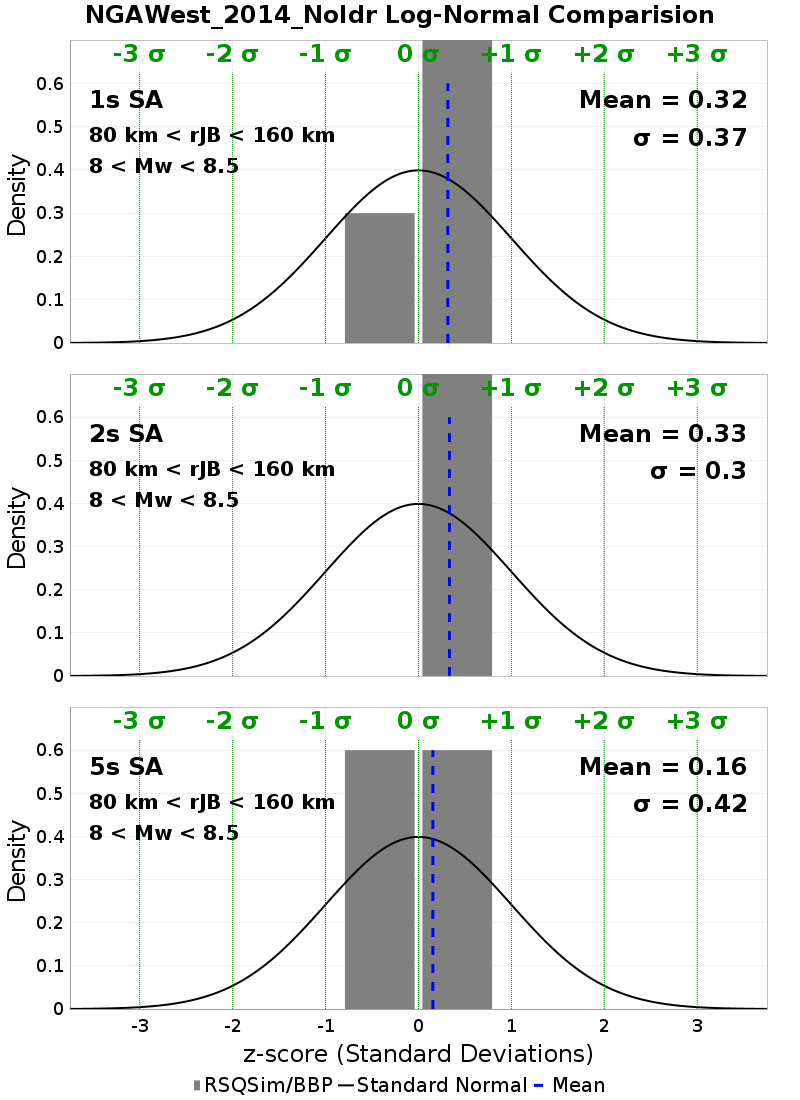 NGAWest_2014_NoIdr Log-Normal Comparision
-3 σ -2 σ -1 σ 0 σ +1 σ +2 σ +3 σ
1s SA
80 km < rJB < 160 km
8 < Mw < 8.5
Mean = 0.32
σ = 0.37
0.6
0.5
0.4
0.3
0.2
0.1
0
Density
-3 σ -2 σ -1 σ 0 σ +1 σ +2 σ +3 σ
2s SA
80 km < rJB < 160 km
8 < Mw < 8.5
Mean = 0.33
σ = 0.3
0.6
0.5
0.4
0.3
0.2
0.1
0
Density
-3 σ -2 σ -1 σ 0 σ +1 σ +2 σ +3 σ
5s SA
80 km < rJB < 160 km
8 < Mw < 8.5
Mean = 0.16
σ = 0.42
0.6
0.5
0.4
0.3
0.2
0.1
0
Density
-3 -2 -1 0 1 2 3
z-score (Standard Deviations)
RSQSim/BBP Standard Normal Mean